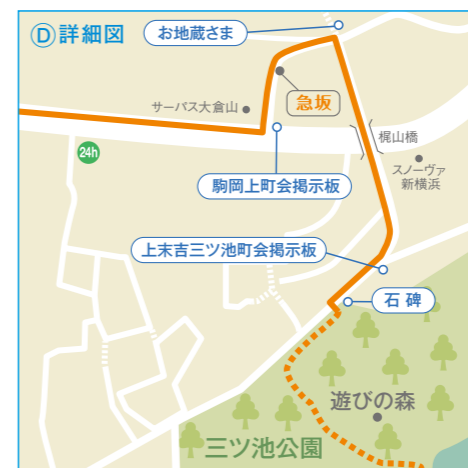 D詳細図
お地蔵さま
サーパス大倉山
急坂
24h
梶山橋
スノーヴァ
新横浜
駒岡上町会掲示板
上末吉三ツ池町会掲示板
石碑
遊びの森
三ツ池公園